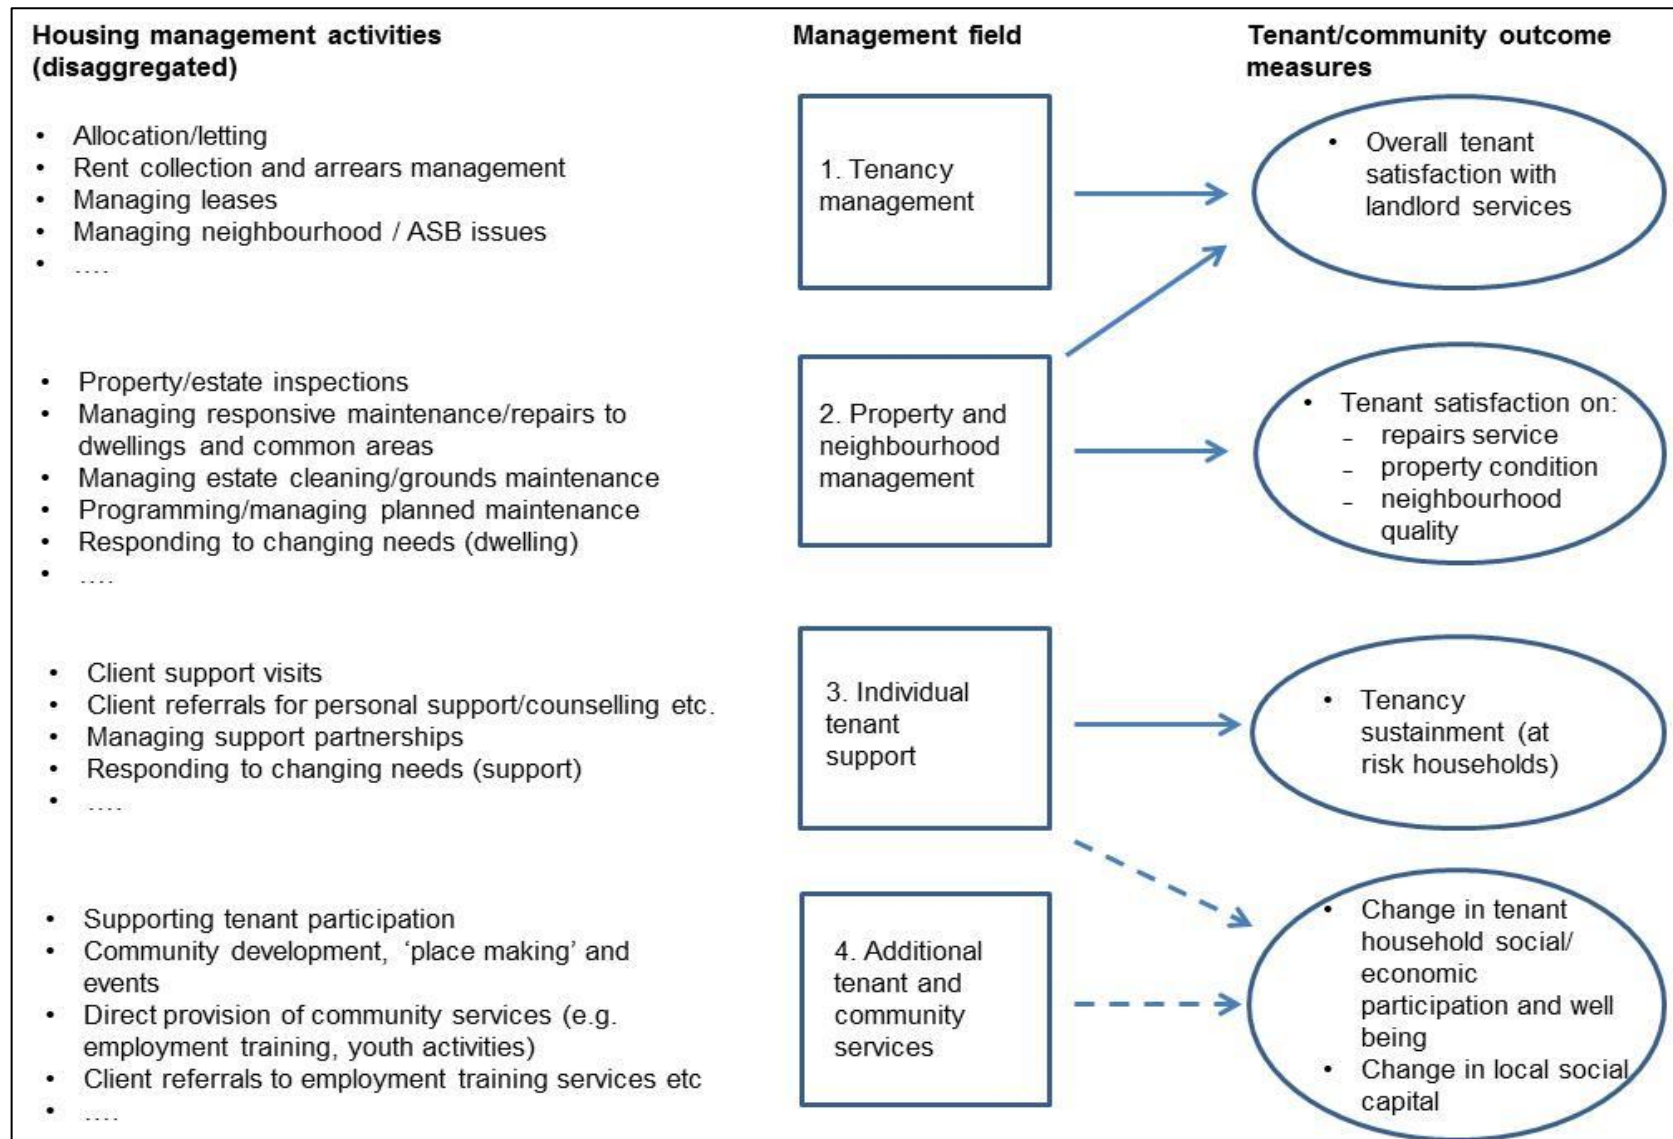 Housing management activities
(disaggregated)
Management field
Tenant/community outcome
measures
• Allocation/letting
• Rent collection and arrears management
• Managing leases
• Managing neighbourhood / ASB issues
• ....
1. Tenancy
management
• Overall tenant
satisfaction with
landlord services
• Property/estate inspections
• Managing responsive maintenance/repairs to
dwellings and common areas
• Managing estate cleaning/grounds maintenance
• Programming/managing planned maintenance
• Responding to changing needs (dwelling)
• ....
2. Property and
neighbourhood
management
• Tenant satisfaction on:
- repairs service
- property condition
- neighbourhood
quality
• Client support visits
• Client referrals for personal support/counselling etc.
• Managing support partnerships
• Responding to changing needs (support)
• ....
3. Individual
tenant
support
• Tenancy
sustainment (at
risk households)
• Supporting tenant participation
• Community development, ‘place making’ and
events
• Direct provision of community services (e.g.
employment training, youth activities)
• Client referrals to employment training services etc
• ....
4. Additional
tenant and
community
services
• Change in tenant
household social/
economic
participation and well
being
• Change in local social
capital